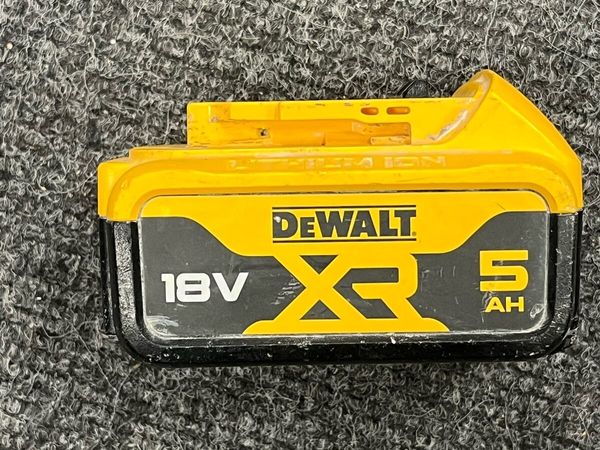 LITHIUM ION
DEWALT
18V
XR
5
AH